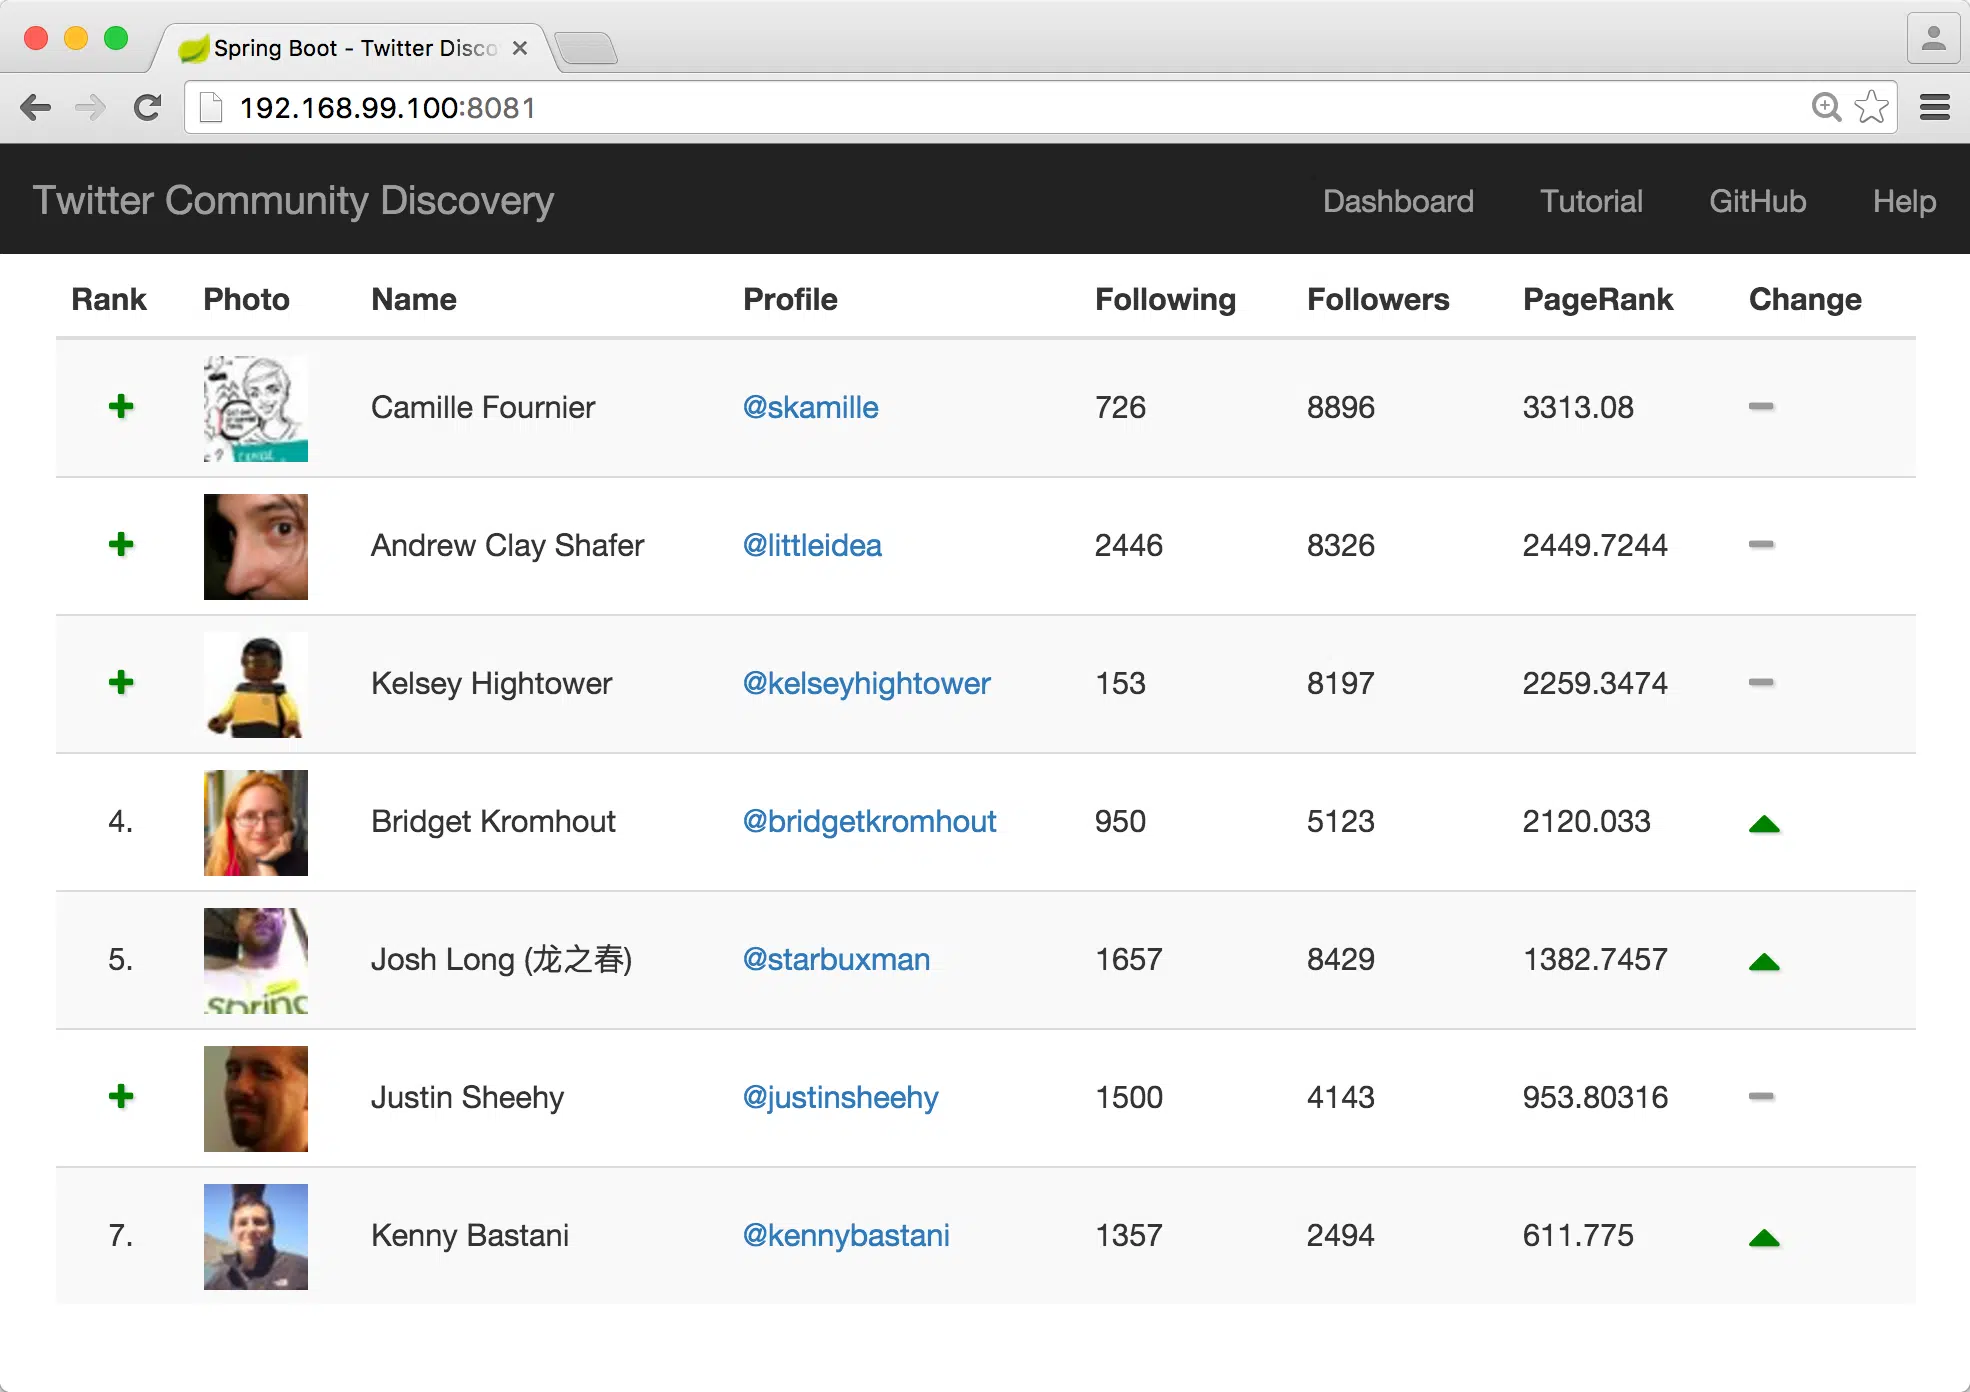 Spring Boot - Twitter Disco
192.168.99.100:8081
Twitter Community Discovery Dashboard Tutorial GitHub Help
Rank Photo Name Profile Following Followers PageRank Change
Camille Fournier @skamille 726 8896 3313.08
Andrew Clay Shafer @littleidea 2446 8326 2449.7244
Kelsey Hightower @kelseyhightower 153 8197 2259.3474
4. Bridget Kromhout @bridgetkromhout 950 5123 2120.033
5. Josh Long (龙之春) @starbuxman 1657 8429 1382.7457
spring
Justin Sheehy @justinsheehy 1500 4143 953.80316
7. Kenny Bastani @kennybastani 1357 2494 611.775